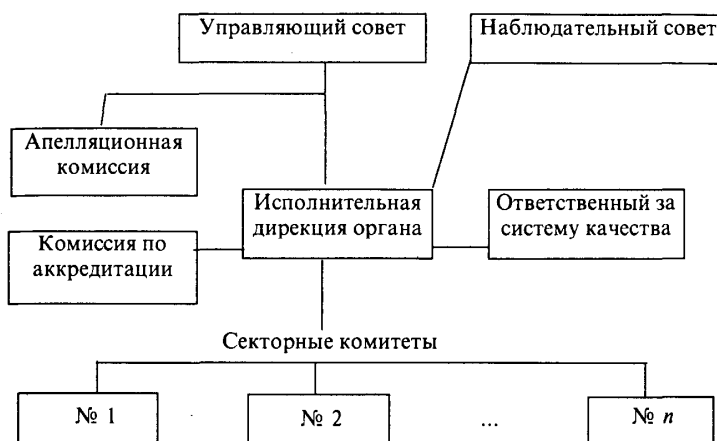 Управляющий совет
Наблюдательный совет
Апелляционная
комиссия
Исполнительная
дирекция органа
Ответственный за
систему качества
Комиссия по
аккредитации
Секторные комитеты
№ 1
№ 2
...
№ n